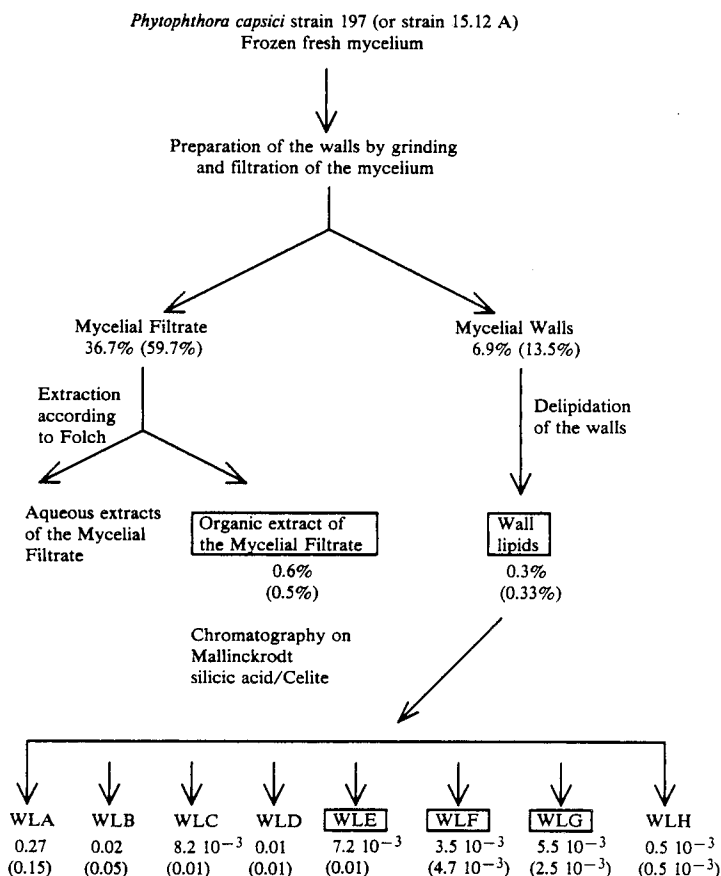 Phytophthora capsici strain 197 (or strain 15.12 A)
Frozen fresh mycelium
Preparation of the walls by grinding
and filtration of the mycelium
Mycelial Filtrate
36.7% (59.7%)
Mycelial Walls
6.9% (13.5%)
Extraction
according
to Folch
Delipidation
of the walls
Aqueous extracts
of the Mycelial
Filtrate
Organic extract of
the Mycelial Filtrate
0.6%
(0.5%)
Wall
lipids
0.3%
(0.33%)
Chromatography on
Mallinckrodt
silicic acid/Celite
WLA WLB WLC WLD WLE WLF WLG WLH
0.27 0.02 8.2 10⁻³ 0.01 7.2 10⁻³ 3.5 10⁻³ 5.5 10⁻³ 0.5 10⁻³
(0.15) (0.05) (0.01) (0.01) (0.01) (4.7 10⁻³) (2.5 10⁻³) (0.5 10⁻³)